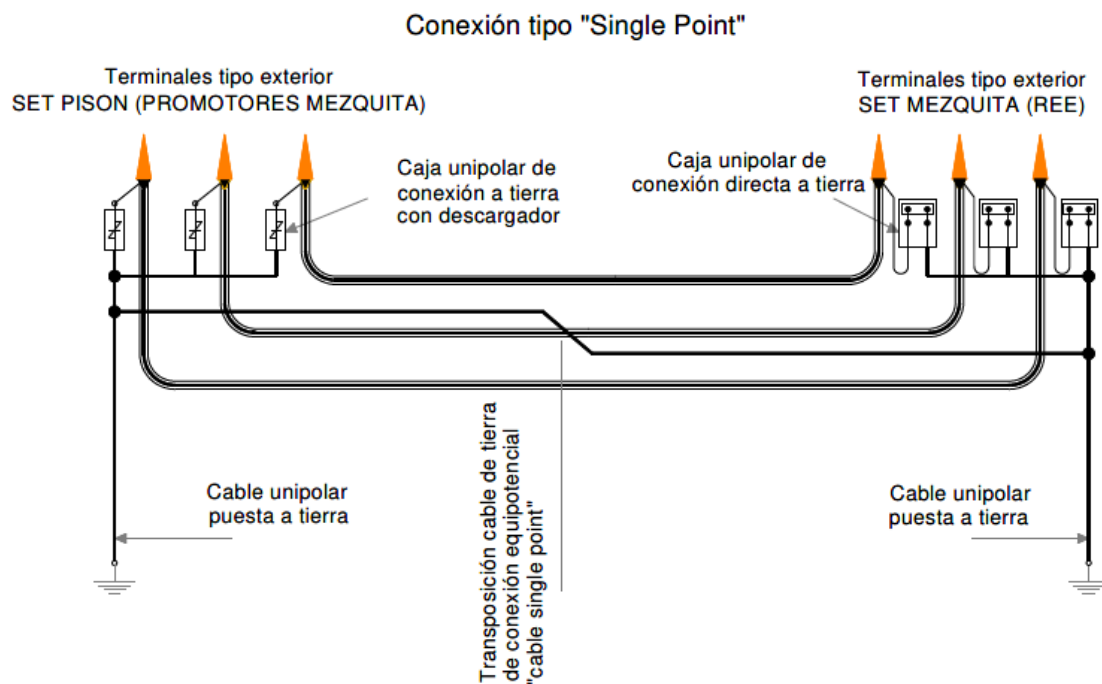 Conexión tipo "Single Point"
Terminales tipo exterior
SET PISON (PROMOTORES MEZQUITA)
Terminales tipo exterior
SET MEZQUITA (REE)
Caja unipolar de
conexión a tierra
con descargador
Caja unipolar de
conexión directa a tierra
Transposición cable de tierra
de conexión equipotencial
"cable single point"
Cable unipolar
puesta a tierra
Cable unipolar
puesta a tierra